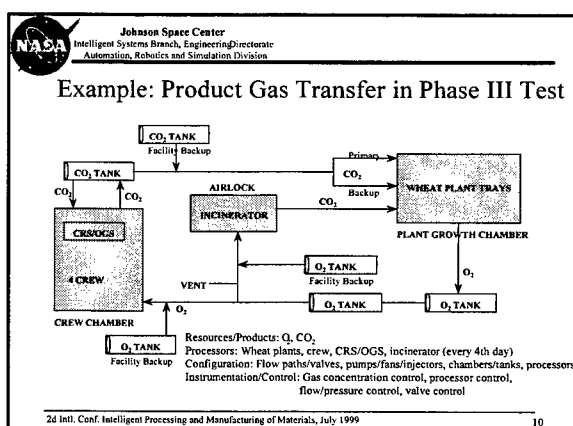 NASA
Johnson Space Center
Intelligent Systems Branch, EngineeringDirectorate
Automation, Robotics and Simulation Division
Example: Product Gas Transfer in Phase III Test
CO2 TANK
Facility Backup
CO2 TANK
Primary
CO2
CO2
CO2
Backup
WHEAT PLANT TRAYS
AIRLOCK
INCINERATOR
CO2
PLANT GROWTH CHAMBER
CRS/OGS
4 CREW
O2
O2 TANK
Facility Backup
VENT
O2 TANK
O2 TANK
O2
CREW CHAMBER
O2 TANK
Facility Backup
Resources/Products: O2, CO2
Processors: Wheat plants, crew, CRS/OGS, incinerator (every 4th day)
Configuration: Flow paths/valves, pumps/fans/injectors, chambers/tanks, processors
Instrumentation/Control: Gas concentration control, processor control,
flow/pressure control, valve control
2d Intl. Conf. Intelligent Processing and Manufacturing of Materials, July 1999
10